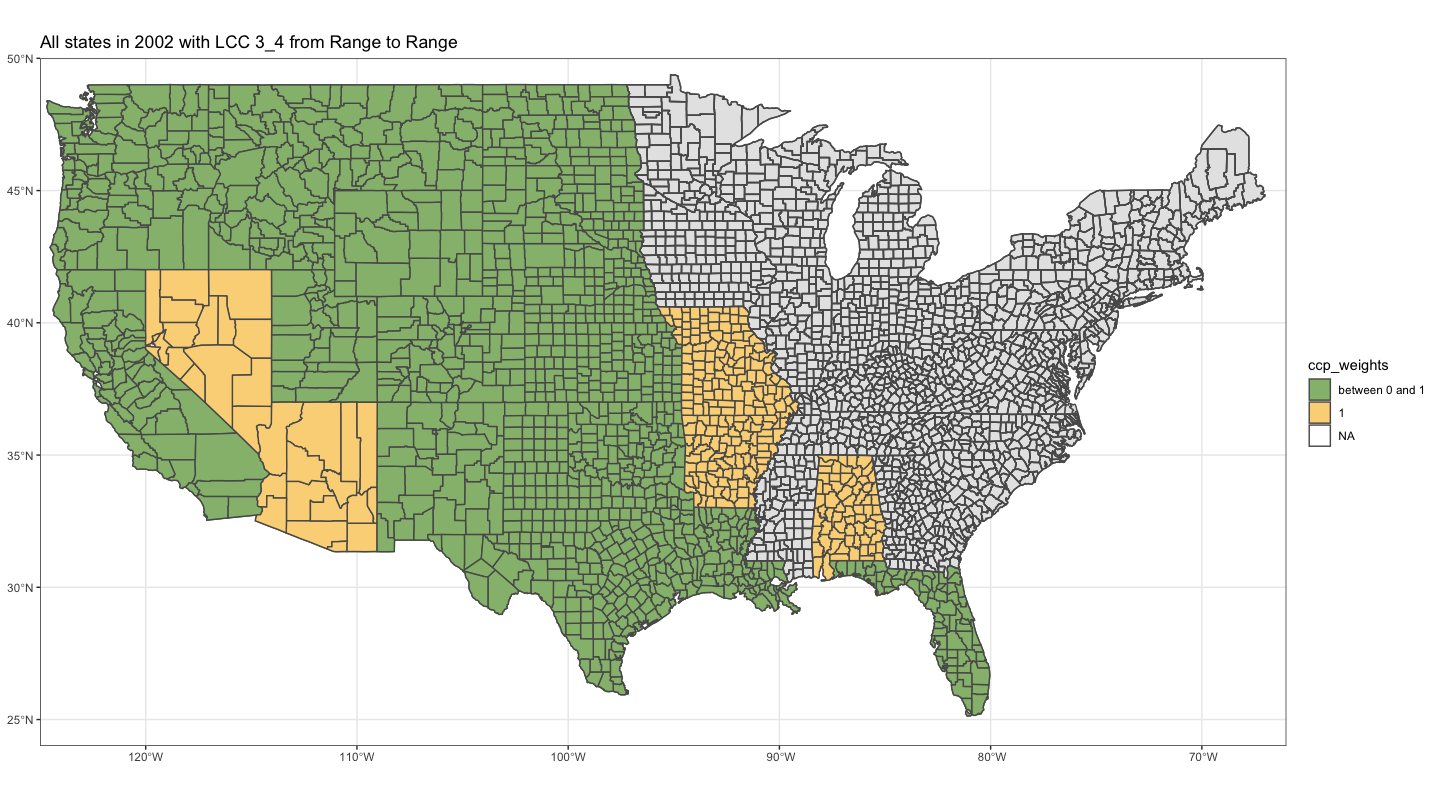 All states in 2002 with LCC 3_4 from Range to Range
50°N
45°N
40°N
35°N
30°N
25°N
120°W
110°W
100°W
90°W
80°W
70°W
ccp_weights
between 0 and 1
1
NA